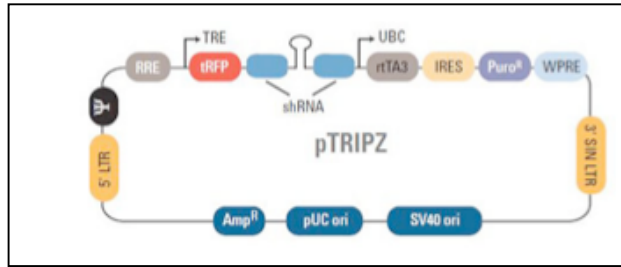 TRE
UBC
RRE
tRFP
rtTA3
IRES
Puroᴿ
WPRE
shRNA
Ψ
pTRIPZ
5' LTR
3' SIN LTR
Ampᴿ
pUC ori
SV40 ori